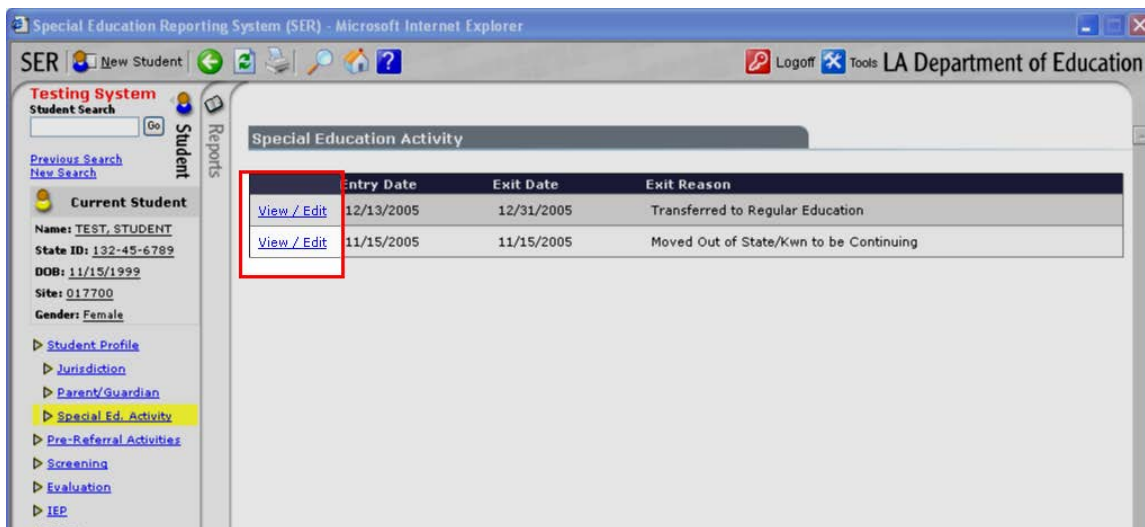 Special Education Reporting System (SER) - Microsoft Internet Explorer
SER New Student ? Logoff Tools LA Department of Education
Testing System
Student Search
Go
Previous Search
New Search
Student
Reports
Current Student
Name: TEST, STUDENT
State ID: 132-45-6789
DOB: 11/15/1999
Site: 017700
Gender: Female
Student Profile
Jurisdiction
Parent/Guardian
Special Ed. Activity
Pre-Referral Activities
Screening
Evaluation
IEP
Special Education Activity
Entry Date Exit Date Exit Reason
View / Edit 12/13/2005 12/31/2005 Transferred to Regular Education
View / Edit 11/15/2005 11/15/2005 Moved Out of State/Kwn to be Continuing